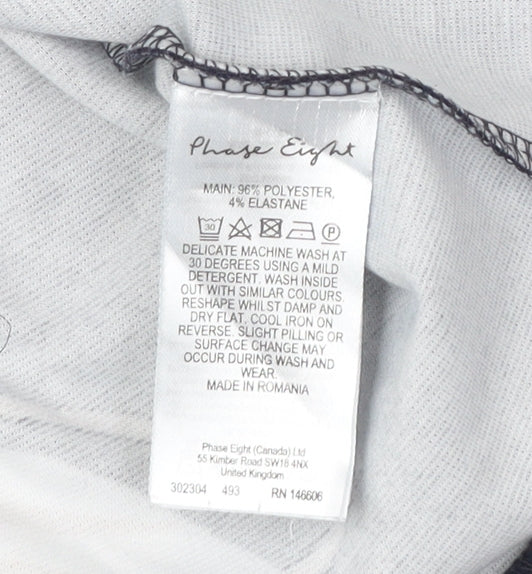 Phase Eight
MAIN: 96% POLYESTER,
4% ELASTANE
30 P
DELICATE MACHINE WASH AT
30 DEGREES USING A MILD
DETERGENT. WASH INSIDE
OUT WITH SIMILAR COLOURS.
RESHAPE WHILST DAMP AND
DRY FLAT. COOL IRON ON
REVERSE. SLIGHT PILLING OR
SURFACE CHANGE MAY
OCCUR DURING WASH AND
WEAR.
MADE IN ROMANIA
Phase Eight (Canada) Ltd
55 Kimber Road SW18 4NX
United Kingdom
302304 493 RN 146606